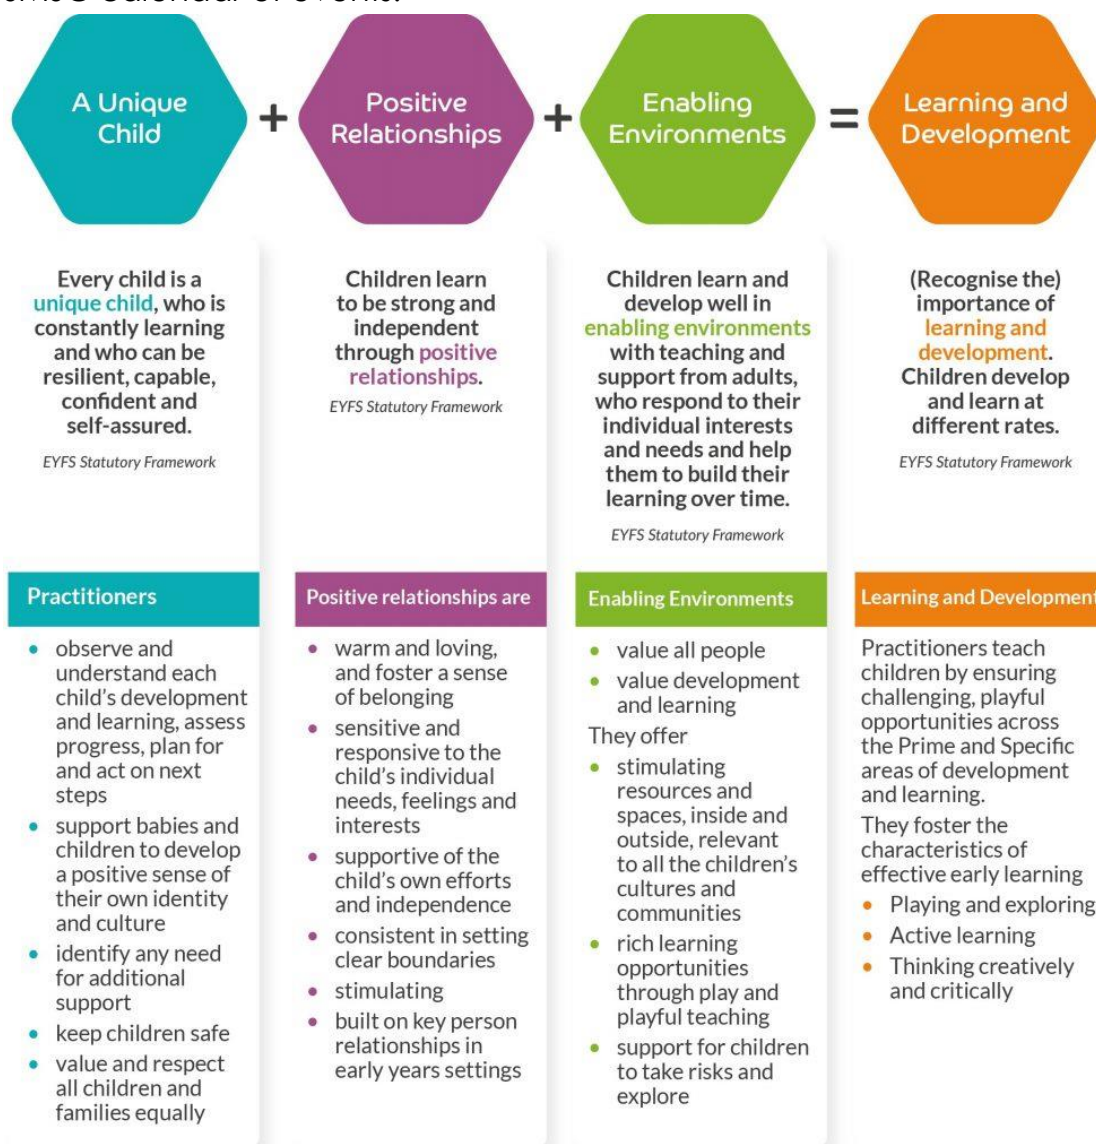 Calendar of events.
A Unique
Child
+
Positive
Relationships
+
Enabling
Environments
=
Learning and
Development
Every child is a
unique child, who is
constantly learning
and who can be
resilient, capable,
confident and
self-assured.
EYFS Statutory Framework
Children learn
to be strong and
independent
through positive
relationships.
EYFS Statutory Framework
Children learn and
develop well in
enabling environments
with teaching and
support from adults,
who respond to their
individual interests
and needs and help
them to build their
learning over time.
EYFS Statutory Framework
(Recognise the)
importance of
learning and
development.
Children develop
and learn at
different rates.
EYFS Statutory Framework
Practitioners
• observe and
understand each
child's development
and learning, assess
progress, plan for
and act on next
steps
• support babies and
children to develop
a positive sense of
their own identity
and culture
• identify any need
for additional
support
• keep children safe
• value and respect
all children and
families equally
Positive relationships are
• warm and loving,
and foster a sense
of belonging
• sensitive and
responsive to the
child's individual
needs, feelings and
interests
• supportive of the
child's own efforts
and independence
• consistent in setting
clear boundaries
• stimulating
• built on key person
relationships in
early years settings
Enabling Environments
• value all people
• value development
and learning
They offer
• stimulating
resources and
spaces, inside and
outside, relevant
to all the children's
cultures and
communities
• rich learning
opportunities
through play and
playful teaching
• support for children
to take risks and
explore
Learning and Development
Practitioners teach
children by ensuring
challenging, playful
opportunities across
the Prime and Specific
areas of development
and learning.
They foster the
characteristics of
effective early learning
• Playing and exploring
• Active learning
• Thinking creatively
and critically